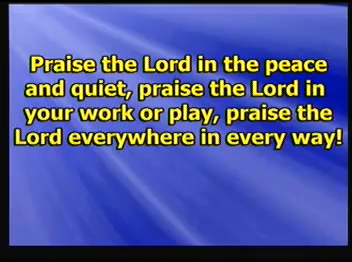 Praise the Lord in the peace
and quiet, praise the Lord in
your work or play, praise the
Lord everywhere in every way!